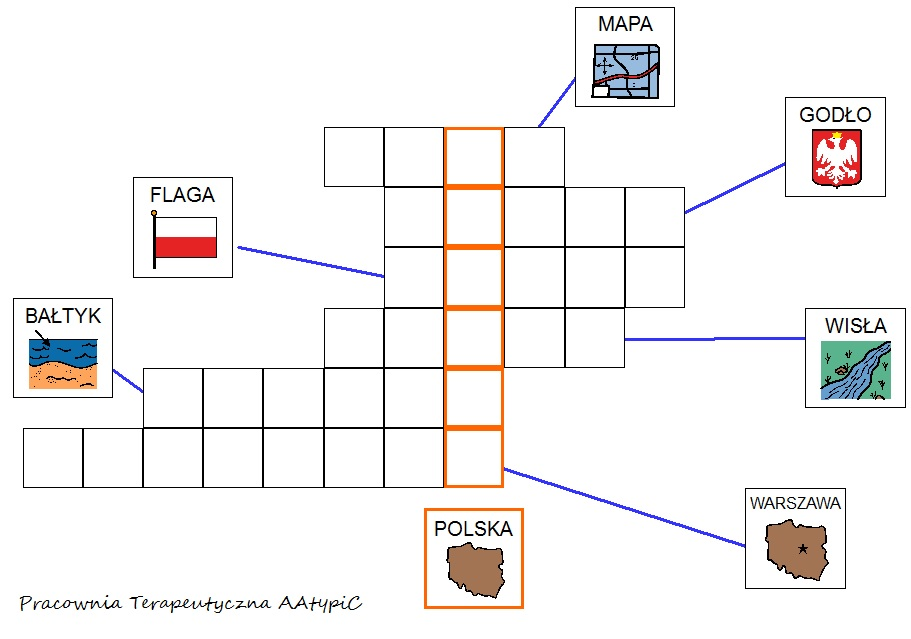 MAPA
GODŁO
FLAGA
BAŁTYK
WISŁA
WARSZAWA
POLSKA
Pracownia Terapeutyczna AAtypiC